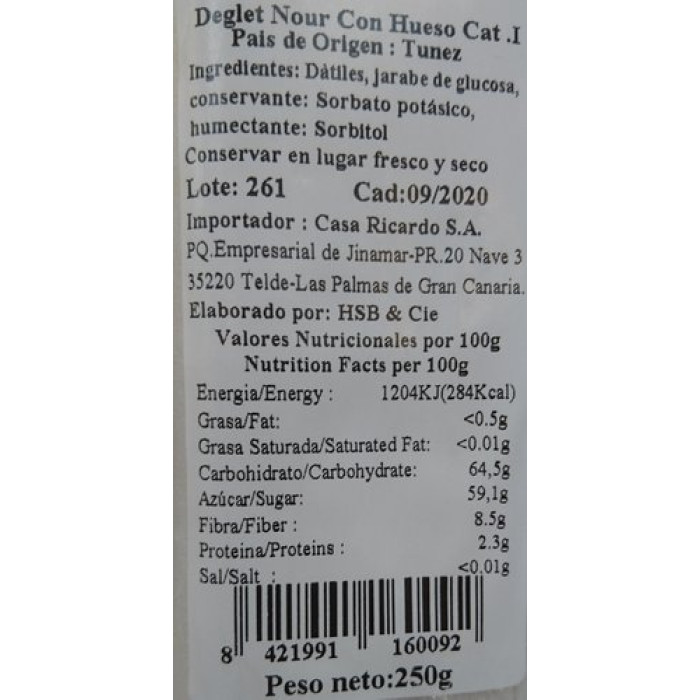 Deglet Nour Con Hueso Cat .I
Pais de Origen : Tunez
Ingredientes: Dàtiles, jarabe de glucosa,
conservante: Sorbato potásico,
humectante: Sorbitol
Conservar en lugar fresco y seco
Lote: 261 Cad:09/2020
Importador : Casa Ricardo S.A.
PQ.Empresarial de Jinamar-PR.20 Nave 3
35220 Telde-Las Palmas de Gran Canaria.
Elaborado por: HSB & Cie
Valores Nutricionales por 100g
Nutrition Facts per 100g
Energia/Energy : 1204KJ(284Kcal)
Grasa/Fat: <0.5g
Grasa Saturada/Saturated Fat: <0.01g
Carbohidrato/Carbohydrate: 64,5g
Azúcar/Sugar: 59,1g
Fibra/Fiber : 8.5g
Proteina/Proteins : 2.3g
Sal/Salt : <0.01g
8 421991 160092
Peso neto:250g